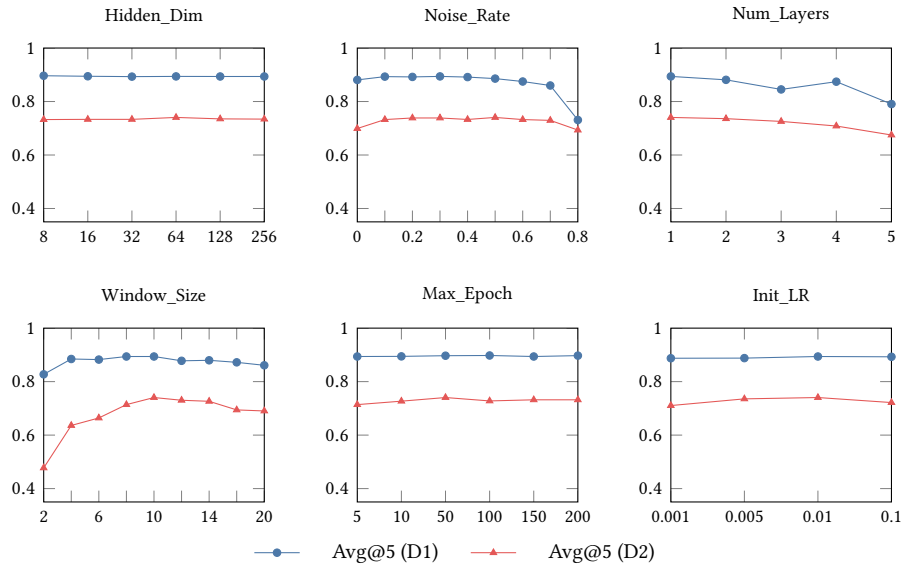 Hidden_Dim
1
0.8
0.6
0.4
8 16 32 64 128 256
Noise_Rate
1
0.8
0.6
0.4
0 0.2 0.4 0.6 0.8
Num_Layers
1
0.8
0.6
0.4
1 2 3 4 5
Window_Size
1
0.8
0.6
0.4
2 6 10 14 20
Max_Epoch
1
0.8
0.6
0.4
5 10 50 100 150 200
Init_LR
1
0.8
0.6
0.4
0.001 0.005 0.01 0.1
Avg@5 (D1) Avg@5 (D2)